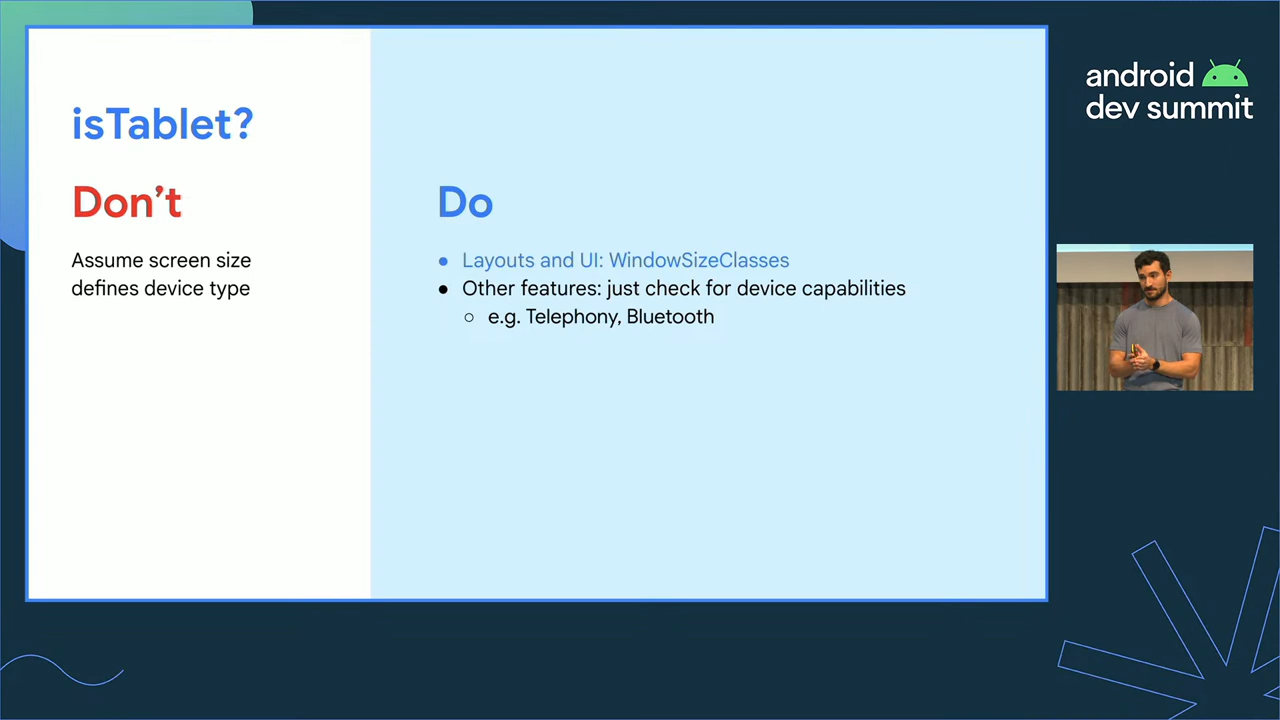 isTablet?
Don't
Assume screen size
defines device type
Do
● Layouts and UI: WindowSizeClasses
● Other features: just check for device capabilities
○ e.g. Telephony, Bluetooth
android
dev summit